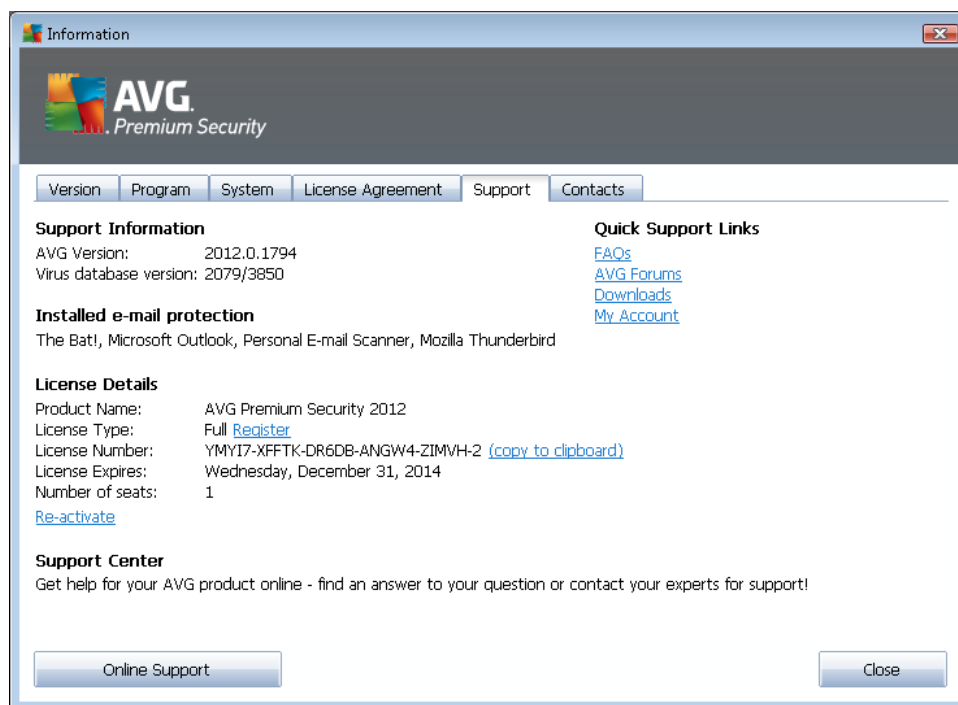 Information
AVG.
Premium Security
Version Program System License Agreement Support Contacts
Support Information
AVG Version: 2012.0.1794
Virus database version: 2079/3850
Installed e-mail protection
The Bat!, Microsoft Outlook, Personal E-mail Scanner, Mozilla Thunderbird
License Details
Product Name: AVG Premium Security 2012
License Type: Full Register
License Number: YMYI7-XFFTK-DR6DB-ANGW4-ZIMVH-2 (copy to clipboard)
License Expires: Wednesday, December 31, 2014
Number of seats: 1
Re-activate
Support Center
Get help for your AVG product online - find an answer to your question or contact your experts for support!
Quick Support Links
FAQs
AVG Forums
Downloads
My Account
Online Support
Close